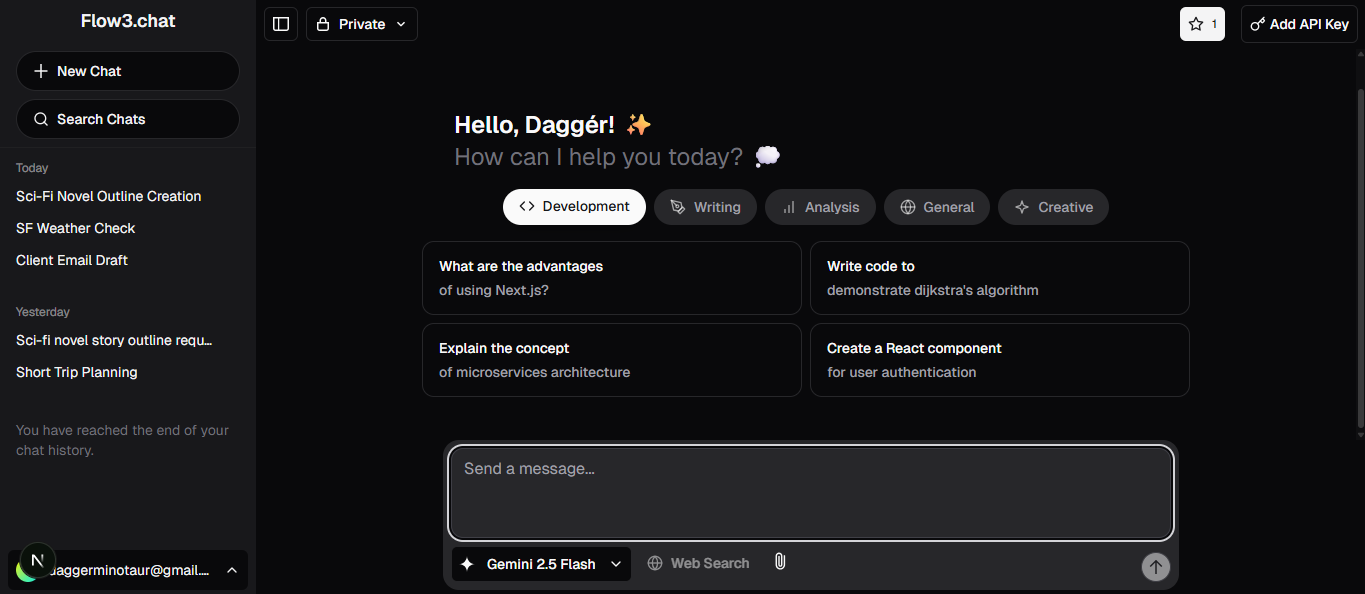 Flow3.chat
New Chat
Search Chats
Today
Sci-Fi Novel Outline Creation
SF Weather Check
Client Email Draft
Yesterday
Sci-fi novel story outline requ...
Short Trip Planning
You have reached the end of your
chat history.
N
daggerminotaur@gmail....
Private
1
Add API Key
Hello, Daggér! ✨
How can I help you today? 💭
Development
Writing
Analysis
General
Creative
What are the advantages
of using Next.js?
Write code to
demonstrate dijkstra's algorithm
Explain the concept
of microservices architecture
Create a React component
for user authentication
Send a message...
Gemini 2.5 Flash
Web Search